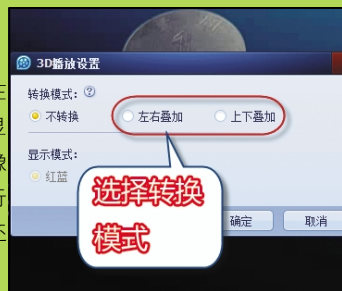 3D播放设置
转换模式：
不转换 左右叠加 上下叠加
显示模式：
红蓝
选择转换
模式
确定 取消